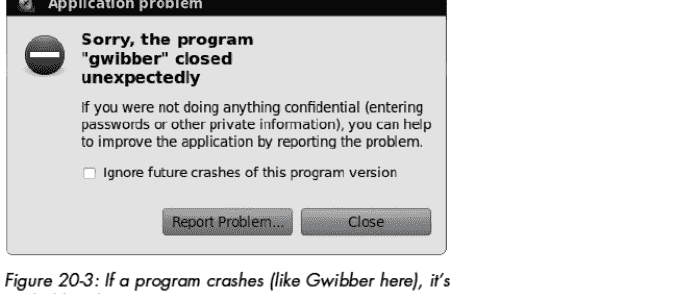 Application problem
Sorry, the program
"gwibber" closed
unexpectedly
If you were not doing anything confidential (entering
passwords or other private information), you can help
to improve the application by reporting the problem.
Ignore future crashes of this program version
Report Problem... Close
Figure 20-3: If a program crashes (like Gwibber here), it's